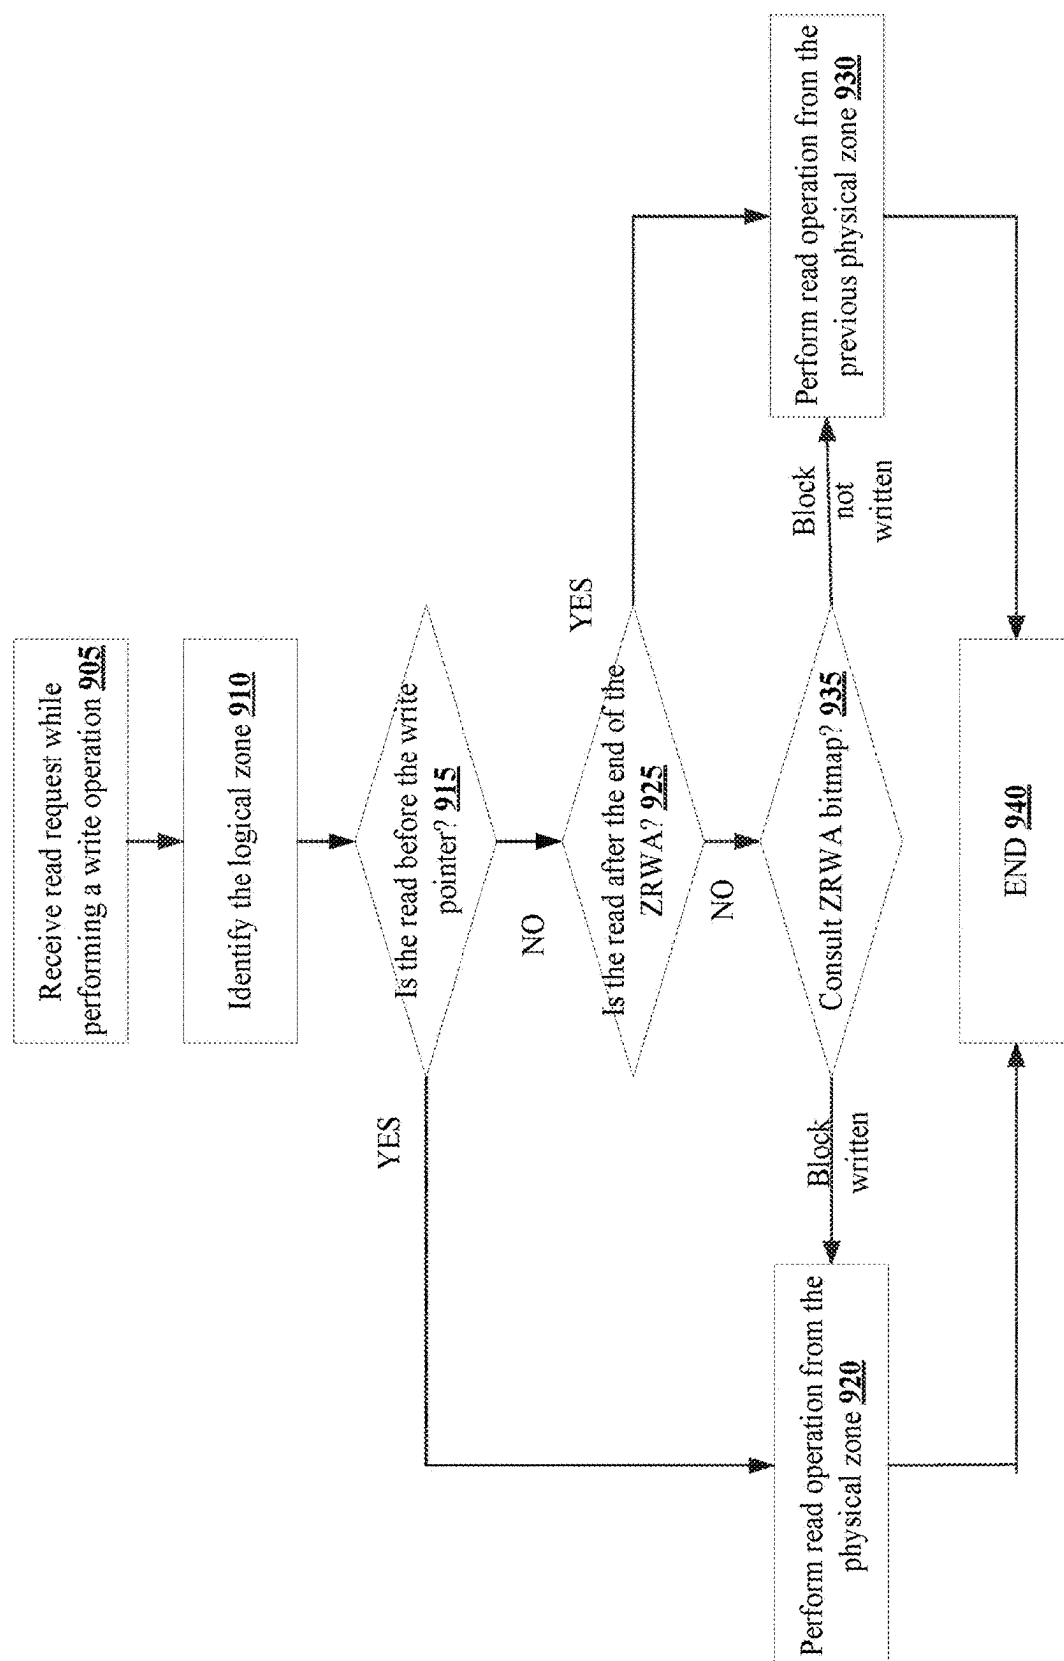 Receive read request while
performing a write operation 905
Identify the logical zone 910
Is the read before the write
pointer? 915
YES
NO
Is the read after the end of the
ZRWA? 925
YES
NO
Consult ZRWA bitmap? 935
Block
written
Block
not
written
Perform read operation from the
physical zone 920
Perform read operation from the
previous physical zone 930
END 940